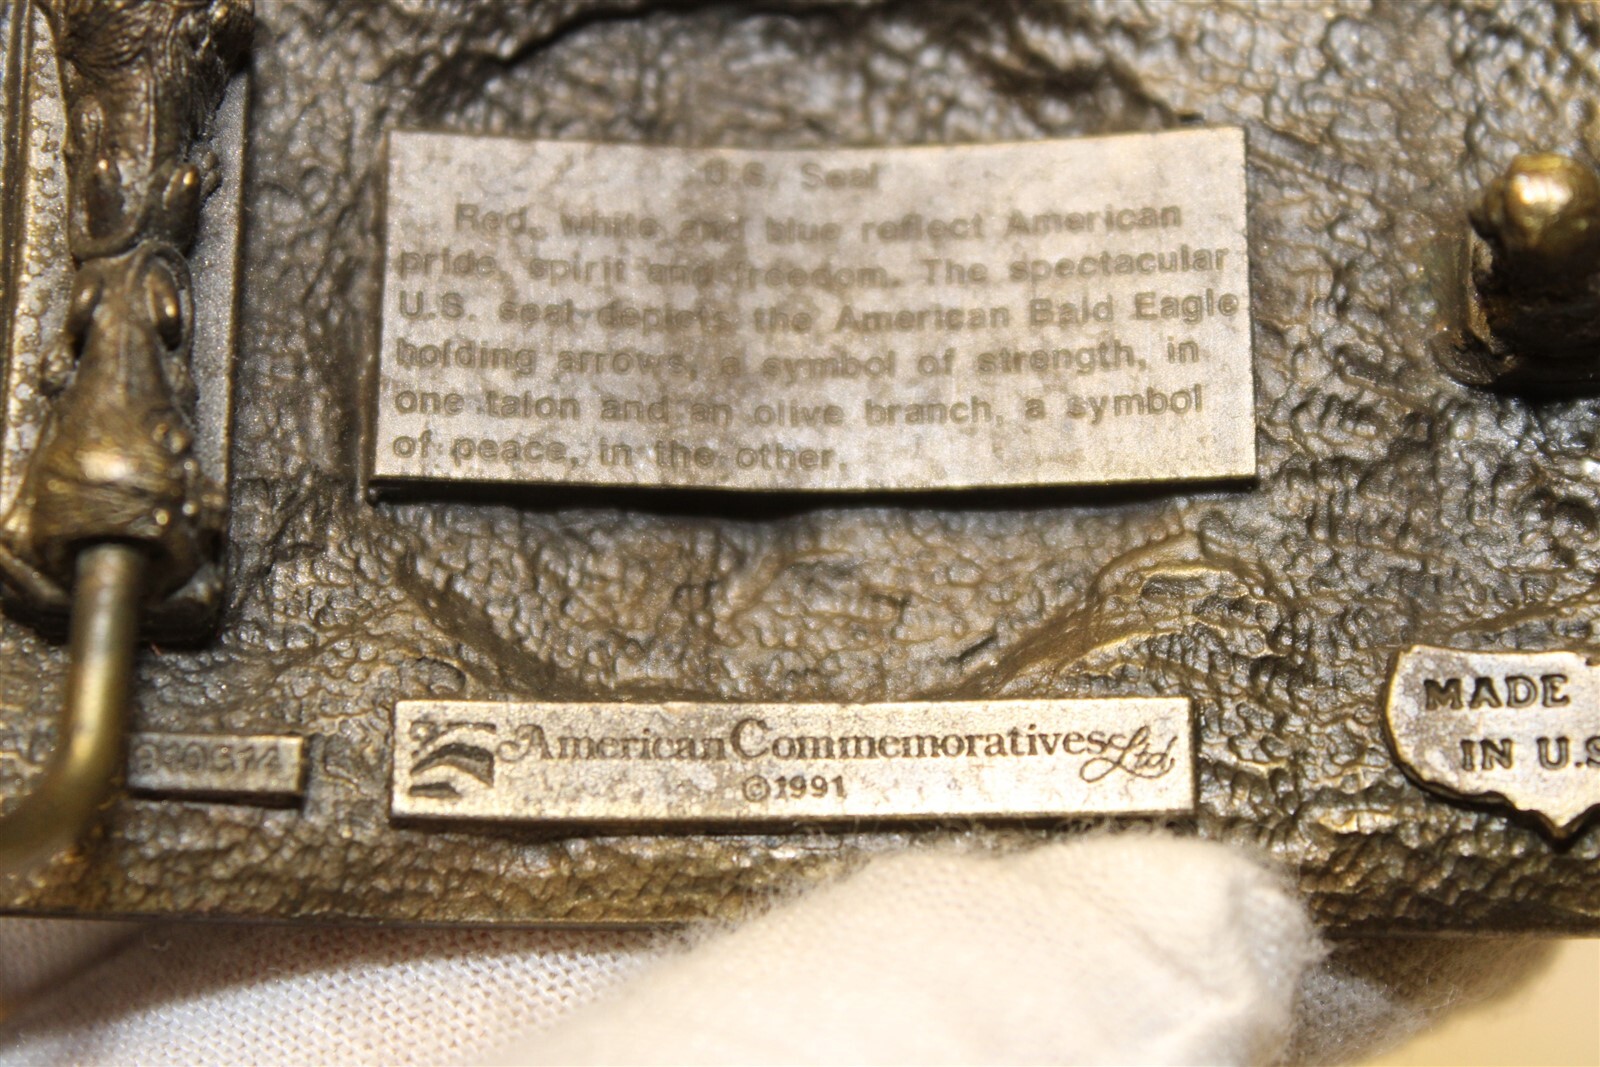 U.S. Seal
Red, white and blue reflect American
pride, spirit and freedom. The spectacular
U.S. seal depicts the American Bald Eagle
holding arrows, a symbol of strength, in
one talon and an olive branch, a symbol
of peace, in the other.
American Commemoratives Ltd.
©1991
MADE
IN U.S